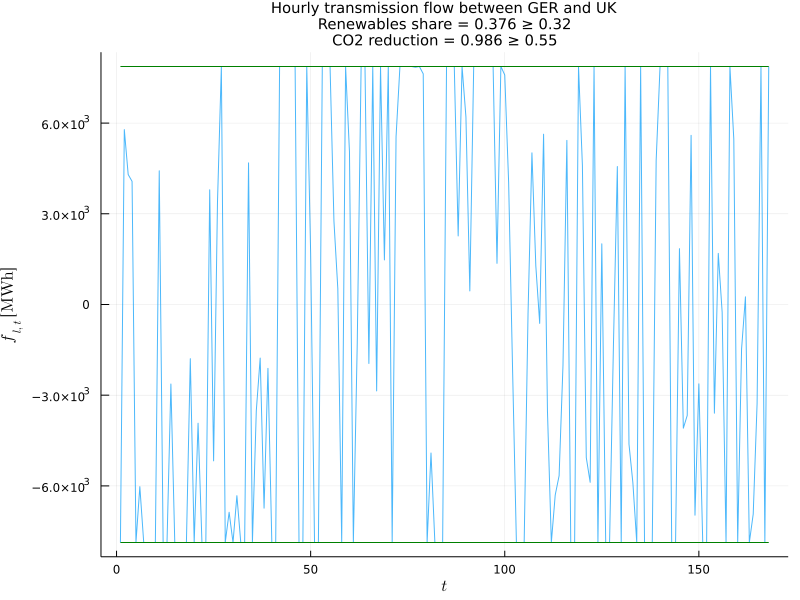 Hourly transmission flow between GER and UK
Renewables share = 0.376 ≥ 0.32
CO2 reduction = 0.986 ≥ 0.55
6.0×10³
3.0×10³
0
−3.0×10³
−6.0×10³
f_{l,t} [MWh]
0 50 100 150
t